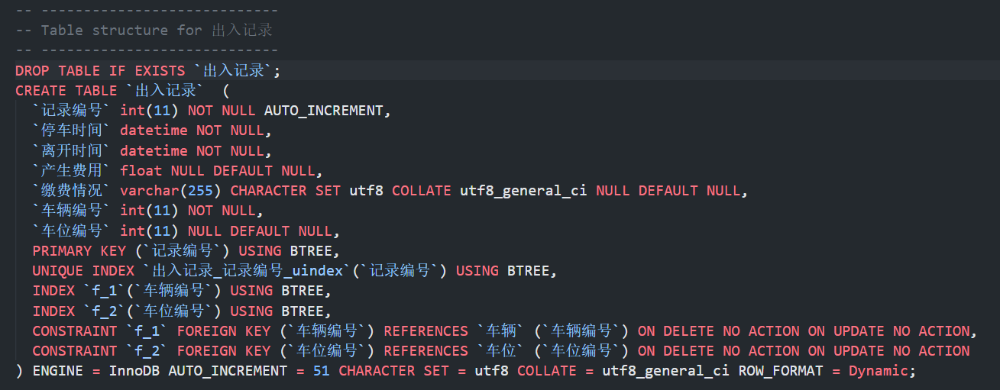 -- ----------------------------
-- Table structure for 出入记录
-- ----------------------------
DROP TABLE IF EXISTS `出入记录`;
CREATE TABLE `出入记录`  (
  `记录编号` int(11) NOT NULL AUTO_INCREMENT,
  `停车时间` datetime NOT NULL,
  `离开时间` datetime NOT NULL,
  `产生费用` float NULL DEFAULT NULL,
  `缴费情况` varchar(255) CHARACTER SET utf8 COLLATE utf8_general_ci NULL DEFAULT NULL,
  `车辆编号` int(11) NOT NULL,
  `车位编号` int(11) NULL DEFAULT NULL,
  PRIMARY KEY (`记录编号`) USING BTREE,
  UNIQUE INDEX `出入记录_记录编号_uindex`(`记录编号`) USING BTREE,
  INDEX `f_1`(`车辆编号`) USING BTREE,
  INDEX `f_2`(`车位编号`) USING BTREE,
  CONSTRAINT `f_1` FOREIGN KEY (`车辆编号`) REFERENCES `车辆` (`车辆编号`) ON DELETE NO ACTION ON UPDATE NO ACTION,
  CONSTRAINT `f_2` FOREIGN KEY (`车位编号`) REFERENCES `车位` (`车位编号`) ON DELETE NO ACTION ON UPDATE NO ACTION
) ENGINE = InnoDB AUTO_INCREMENT = 51 CHARACTER SET = utf8 COLLATE = utf8_general_ci ROW_FORMAT = Dynamic;